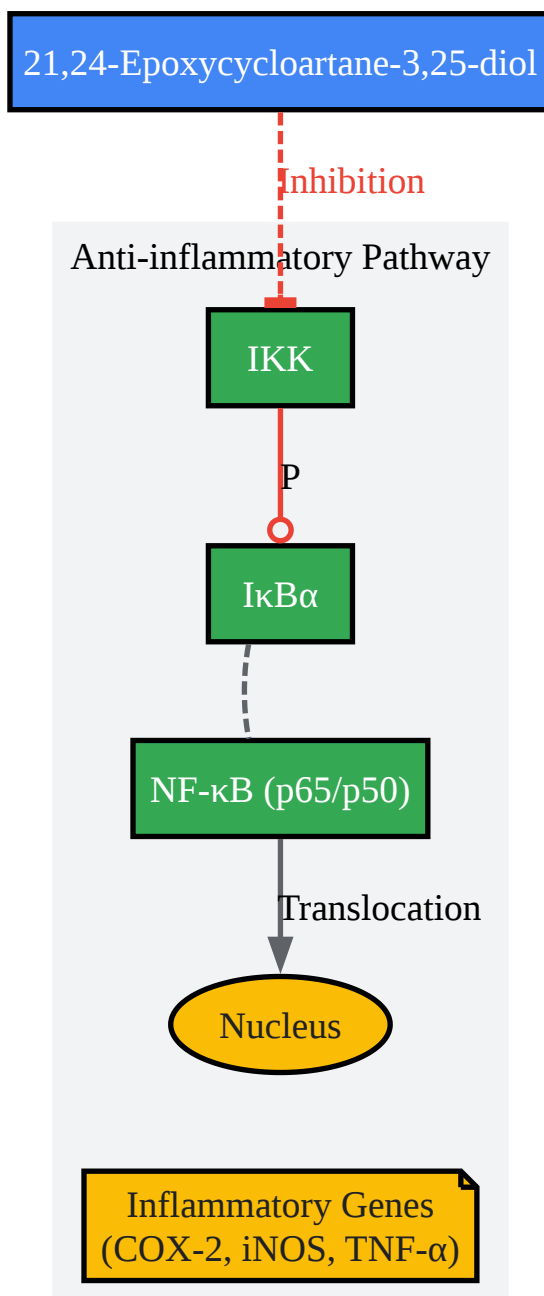 21,24-Epoxycycloartane-3,25-diol
Inhibition
Anti-inflammatory Pathway
IKK
P
IκBα
NF-κB (p65/p50)
Translocation
Nucleus
Inflammatory Genes
(COX-2, iNOS, TNF-α)